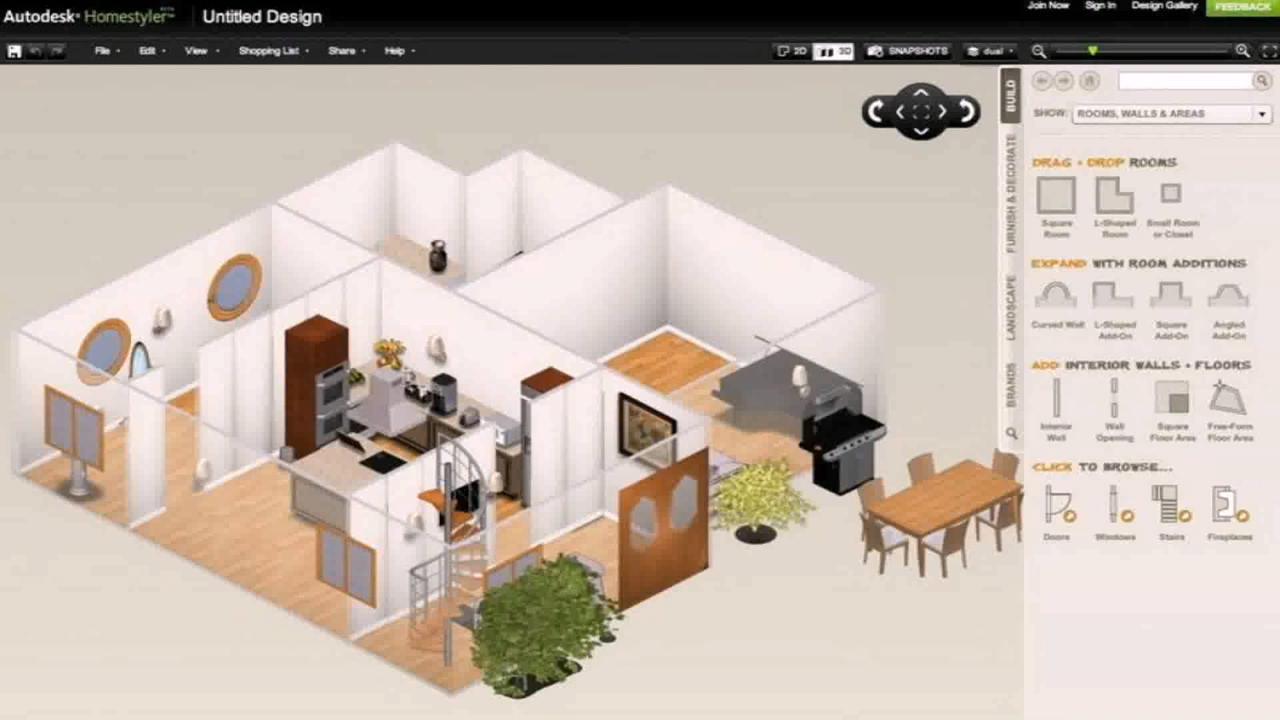 Autodesk® Homestyler™ BETA
Untitled Design
Join Now Sign In Design Gallery FEEDBACK
File Edit View Shopping List Share Help
2D 3D SNAPSHOTS dual
BUILD
FURNISH & DECORATE
LANDSCAPE
BRANDS
SHOW: ROOMS, WALLS & AREAS
DRAG + DROP ROOMS
Square Room
L-Shaped Room
Small Room or Closet
EXPAND WITH ROOM ADDITIONS
Curved Wall
L-Shaped Add-On
Square Add-On
Angled Add-On
ADD INTERIOR WALLS + FLOORS
Interior Wall
Wall Opening
Square Floor Area
Free-Form Floor Area
CLICK TO BROWSE...
Doors Windows Stairs Fireplaces